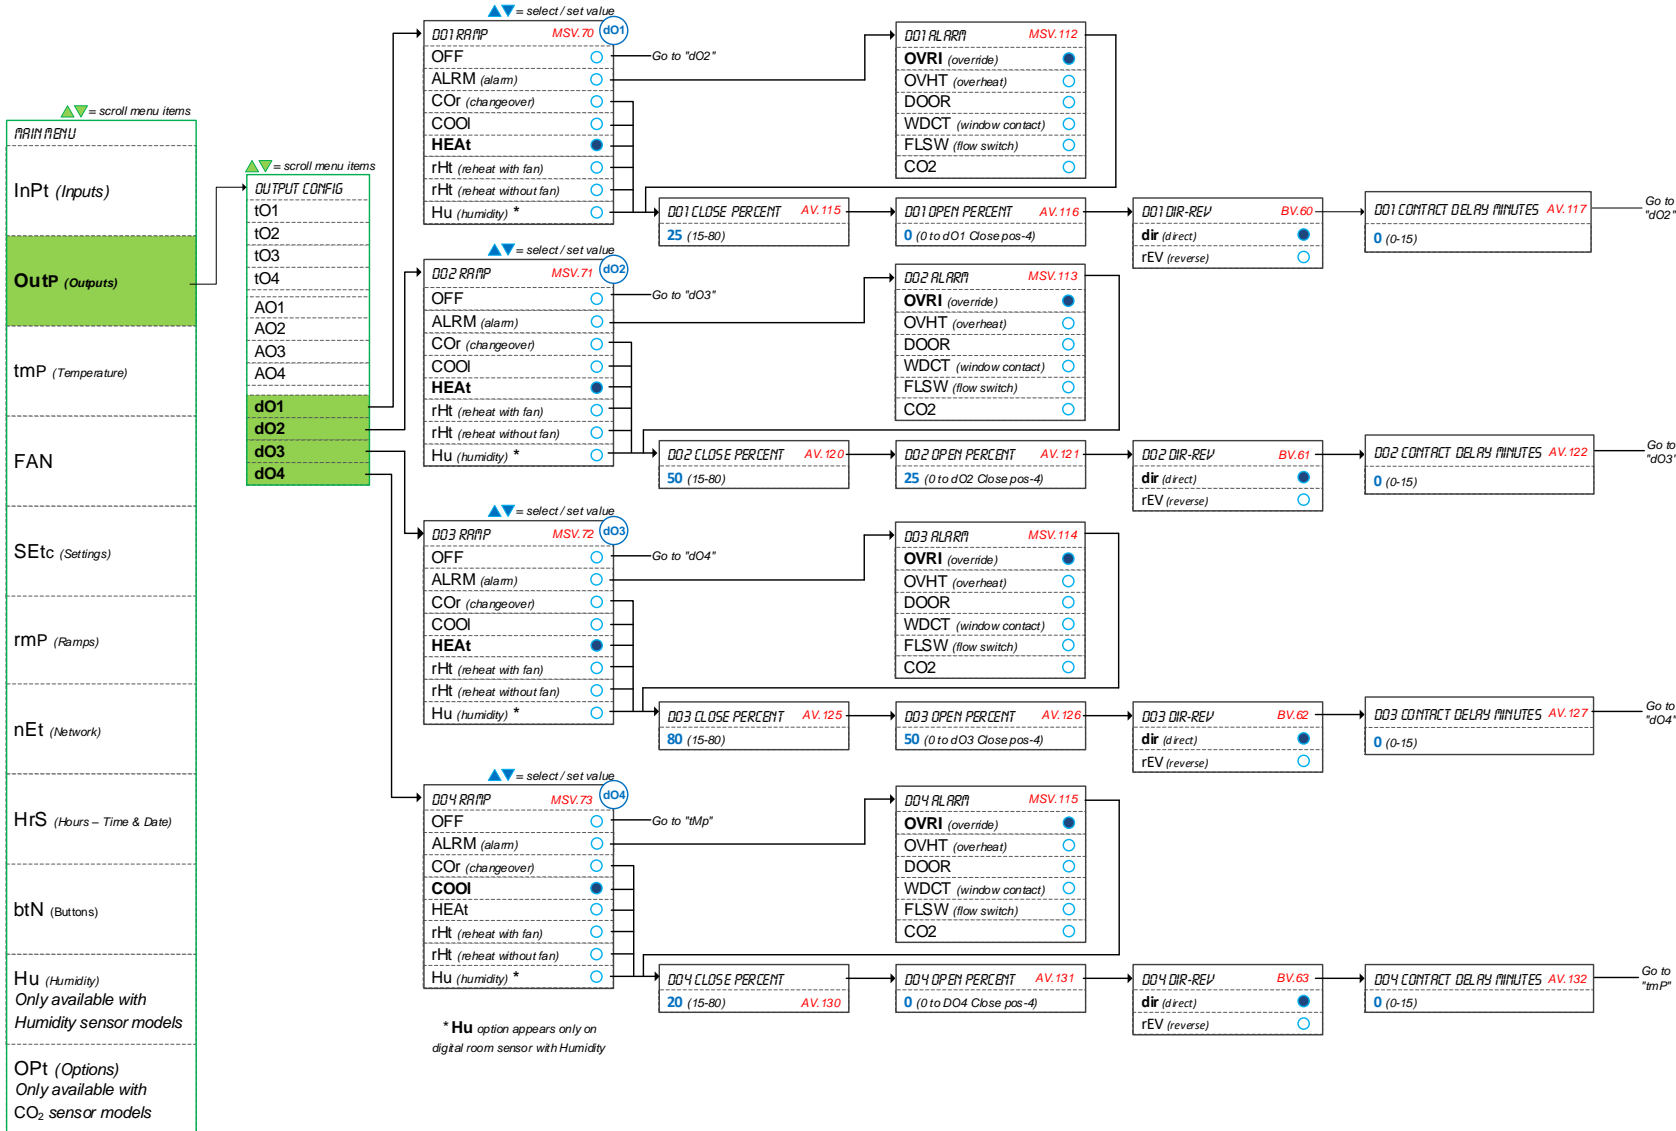 = scroll menu items
MAIN MENU
InPt (Inputs)
OutP (Outputs)
tmP (Temperature)
FAN
SEtc (Settings)
rmP (Ramps)
nEt (Network)
HrS (Hours – Time & Date)
btN (Buttons)
Hu (Humidity)
Only available with
Humidity sensor models
OPt (Options)
Only available with
CO₂ sensor models
= scroll menu items
OUTPUT CONFIG
tO1
tO2
tO3
tO4
AO1
AO2
AO3
AO4
dO1
dO2
dO3
dO4
= select / set value
DO1 RAMP MSV.70 dO1
OFF
Go to "dO2"
ALRM (alarm)
COr (changeover)
COOl
HEAt
rHt (reheat with fan)
rHt (reheat without fan)
Hu (humidity) *
DO1 ALARM MSV.112
OVRI (override)
OVHT (overheat)
DOOR
WDCT (window contact)
FLSW (flow switch)
CO2
DO1 CLOSE PERCENT AV.115
25 (15-80)
DO1 OPEN PERCENT AV.116
0 (0 to dO1 Close pos-4)
DO1 DIR-REV BV.60
dir (direct)
rEV (reverse)
DO1 CONTACT DELAY MINUTES AV.117
0 (0-15)
Go to
"dO2"
= select / set value
DO2 RAMP MSV.71 dO2
OFF
Go to "dO3"
ALRM (alarm)
COr (changeover)
COOl
HEAt
rHt (reheat with fan)
rHt (reheat without fan)
Hu (humidity) *
DO2 ALARM MSV.113
OVRI (override)
OVHT (overheat)
DOOR
WDCT (window contact)
FLSW (flow switch)
CO2
DO2 CLOSE PERCENT AV.120
50 (15-80)
DO2 OPEN PERCENT AV.121
25 (0 to dO2 Close pos-4)
DO2 DIR-REV BV.61
dir (direct)
rEV (reverse)
DO2 CONTACT DELAY MINUTES AV.122
0 (0-15)
Go to
"dO3"
= select / set value
DO3 RAMP MSV.72 dO3
OFF
Go to "dO4"
ALRM (alarm)
COr (changeover)
COOl
HEAt
rHt (reheat with fan)
rHt (reheat without fan)
Hu (humidity) *
DO3 ALARM MSV.114
OVRI (override)
OVHT (overheat)
DOOR
WDCT (window contact)
FLSW (flow switch)
CO2
DO3 CLOSE PERCENT AV.125
80 (15-80)
DO3 OPEN PERCENT AV.126
50 (0 to dO3 Close pos-4)
DO3 DIR-REV BV.62
dir (direct)
rEV (reverse)
DO3 CONTACT DELAY MINUTES AV.127
0 (0-15)
Go to
"dO4"
= select / set value
DO4 RAMP MSV.73 dO4
OFF
Go to "tMp"
ALRM (alarm)
COr (changeover)
COOl
HEAt
rHt (reheat with fan)
rHt (reheat without fan)
Hu (humidity) *
DO4 ALARM MSV.115
OVRI (override)
OVHT (overheat)
DOOR
WDCT (window contact)
FLSW (flow switch)
CO2
DO4 CLOSE PERCENT
20 (15-80) AV.130
DO4 OPEN PERCENT AV.131
0 (0 to DO4 Close pos-4)
DO4 DIR-REV BV.63
dir (direct)
rEV (reverse)
DO4 CONTACT DELAY MINUTES AV.132
0 (0-15)
Go to
"tmP"
* Hu option appears only on
digital room sensor with Humidity